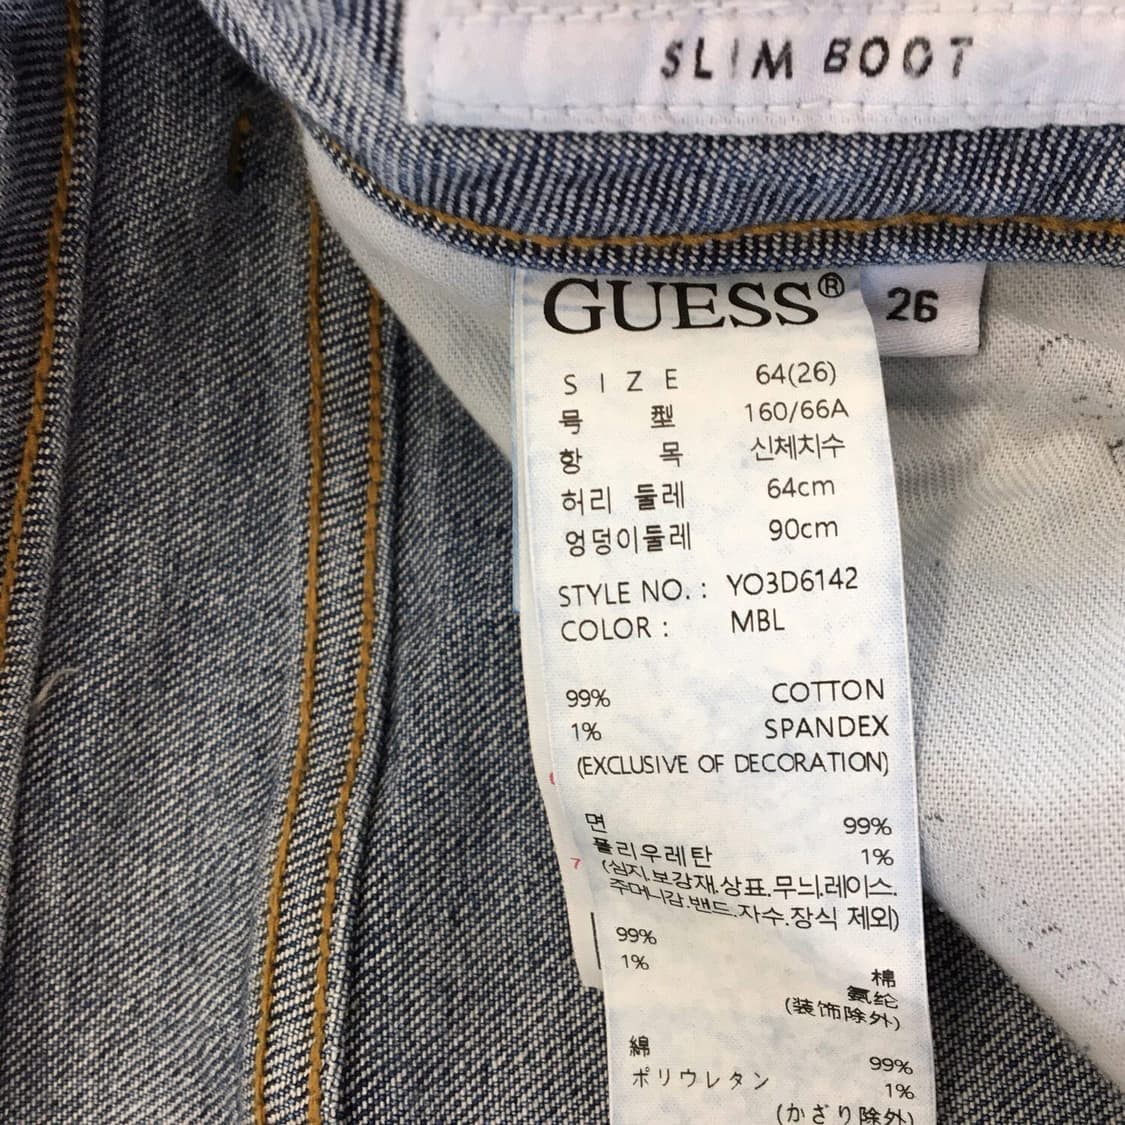 SLIM BOOT
GUESS®
26
SIZE 64(26)
号 型 160/66A
항 목 신체치수
허리 둘레 64cm
엉덩이둘레 90cm
STYLE NO. : YO3D6142
COLOR : MBL
99% COTTON
1% SPANDEX
(EXCLUSIVE OF DECORATION)
면 99%
폴리우레탄 1%
(심지.보강재.상표.무늬.레이스.
주머니감.밴드.자수.장식 제외)
99%
1%
棉
氨纶
(装饰除外)
綿 99%
ポリウレタン 1%
(かざり除外)
7